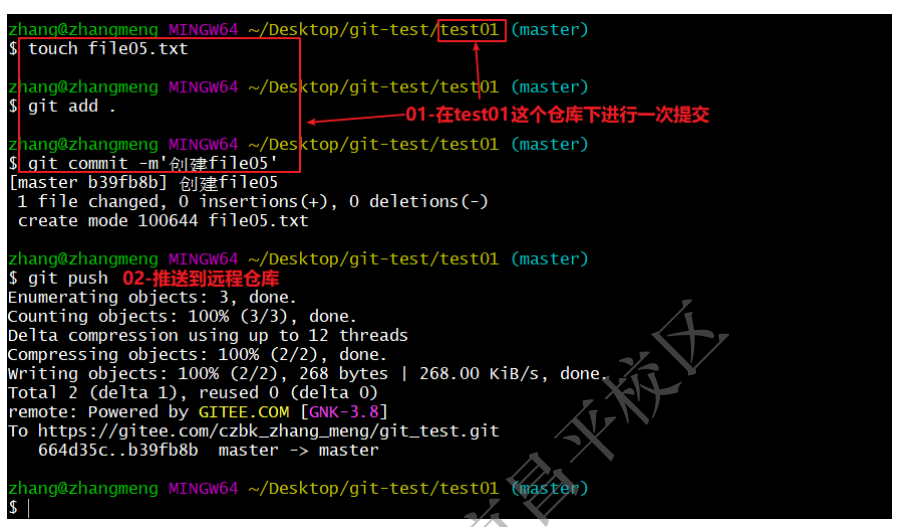 zhang@zhangmeng MINGW64 ~/Desktop/git-test/test01 (master)
$ touch file05.txt
zhang@zhangmeng MINGW64 ~/Desktop/git-test/test01 (master)
$ git add .
01-在test01这个仓库下进行一次提交
zhang@zhangmeng MINGW64 ~/Desktop/git-test/test01 (master)
$ git commit -m'创建file05'
[master b39fb8b] 创建file05
1 file changed, 0 insertions(+), 0 deletions(-)
create mode 100644 file05.txt
zhang@zhangmeng MINGW64 ~/Desktop/git-test/test01 (master)
$ git push 02-推送到远程仓库
Enumerating objects: 3, done.
Counting objects: 100% (3/3), done.
Delta compression using up to 12 threads
Compressing objects: 100% (2/2), done.
Writing objects: 100% (2/2), 268 bytes | 268.00 KiB/s, done.
Total 2 (delta 1), reused 0 (delta 0)
remote: Powered by GITEE.COM [GNK-3.8]
To https://gitee.com/czbk_zhang_meng/git_test.git
664d35c..b39fb8b master -> master
zhang@zhangmeng MINGW64 ~/Desktop/git-test/test01 (master)
$
昌平校区